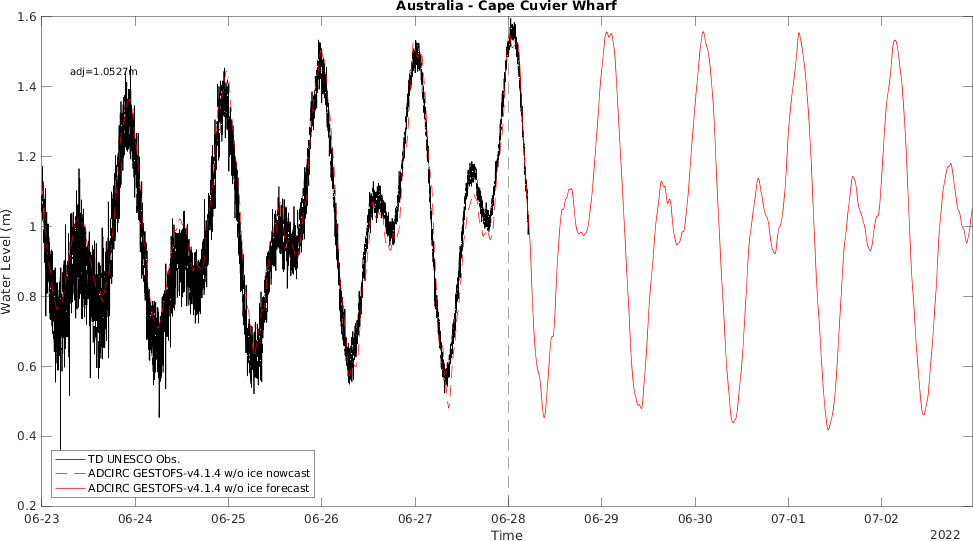 Australia - Cape Cuvier Wharf
1.6
1.4
1.2
1
0.8
0.6
0.4
0.2
Water Level (m)
adj=1.0527m
TD UNESCO Obs.
ADCIRC GESTOFS-v4.1.4 w/o ice nowcast
ADCIRC GESTOFS-v4.1.4 w/o ice forecast
06-23 06-24 06-25 06-26 06-27 06-28 06-29 06-30 07-01 07-02
Time
2022